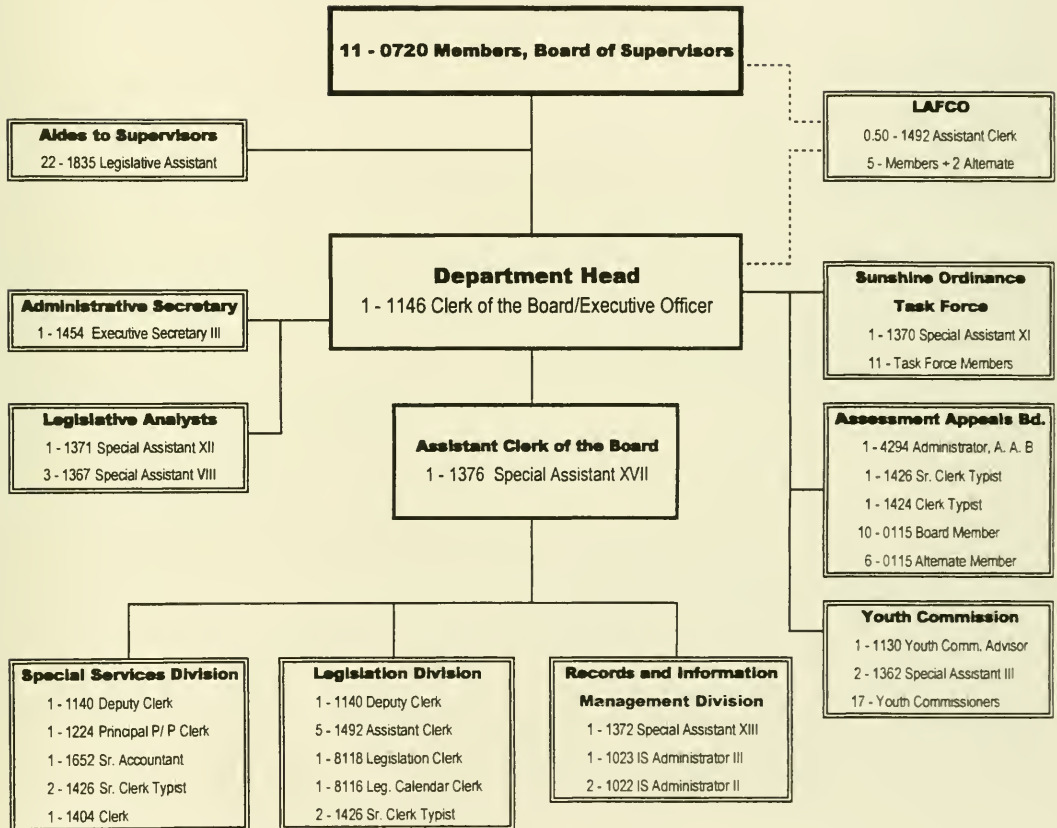 11 - 0720 Members, Board of Supervisors
LAFCO
0.50 - 1492 Assistant Clerk
5 - Members + 2 Alternate
Aides to Supervisors
22 - 1835 Legislative Assistant
Department Head
1 - 1146 Clerk of the Board/Executive Officer
Administrative Secretary
1 - 1454 Executive Secretary III
Sunshine Ordinance
Task Force
1 - 1370 Special Assistant XI
11 - Task Force Members
Legislative Analysts
1 - 1371 Special Assistant XII
3 - 1367 Special Assistant VIII
Assistant Clerk of the Board
1 - 1376 Special Assistant XVII
Assessment Appeals Bd.
1 - 4294 Administrator, A. A. B
1 - 1426 Sr. Clerk Typist
1 - 1424 Clerk Typist
10 - 0115 Board Member
6 - 0115 Alternate Member
Youth Commission
1 - 1130 Youth Comm. Advisor
2 - 1362 Special Assistant III
17 - Youth Commissioners
Special Services Division
1 - 1140 Deputy Clerk
1 - 1224 Principal P/ P Clerk
1 - 1652 Sr. Accountant
2 - 1426 Sr. Clerk Typist
1 - 1404 Clerk
Legislation Division
1 - 1140 Deputy Clerk
5 - 1492 Assistant Clerk
1 - 8118 Legislation Clerk
1 - 8116 Leg. Calendar Clerk
2 - 1426 Sr. Clerk Typist
Records and Information
Management Division
1 - 1372 Special Assistant XIII
1 - 1023 IS Administrator III
2 - 1022 IS Administrator II